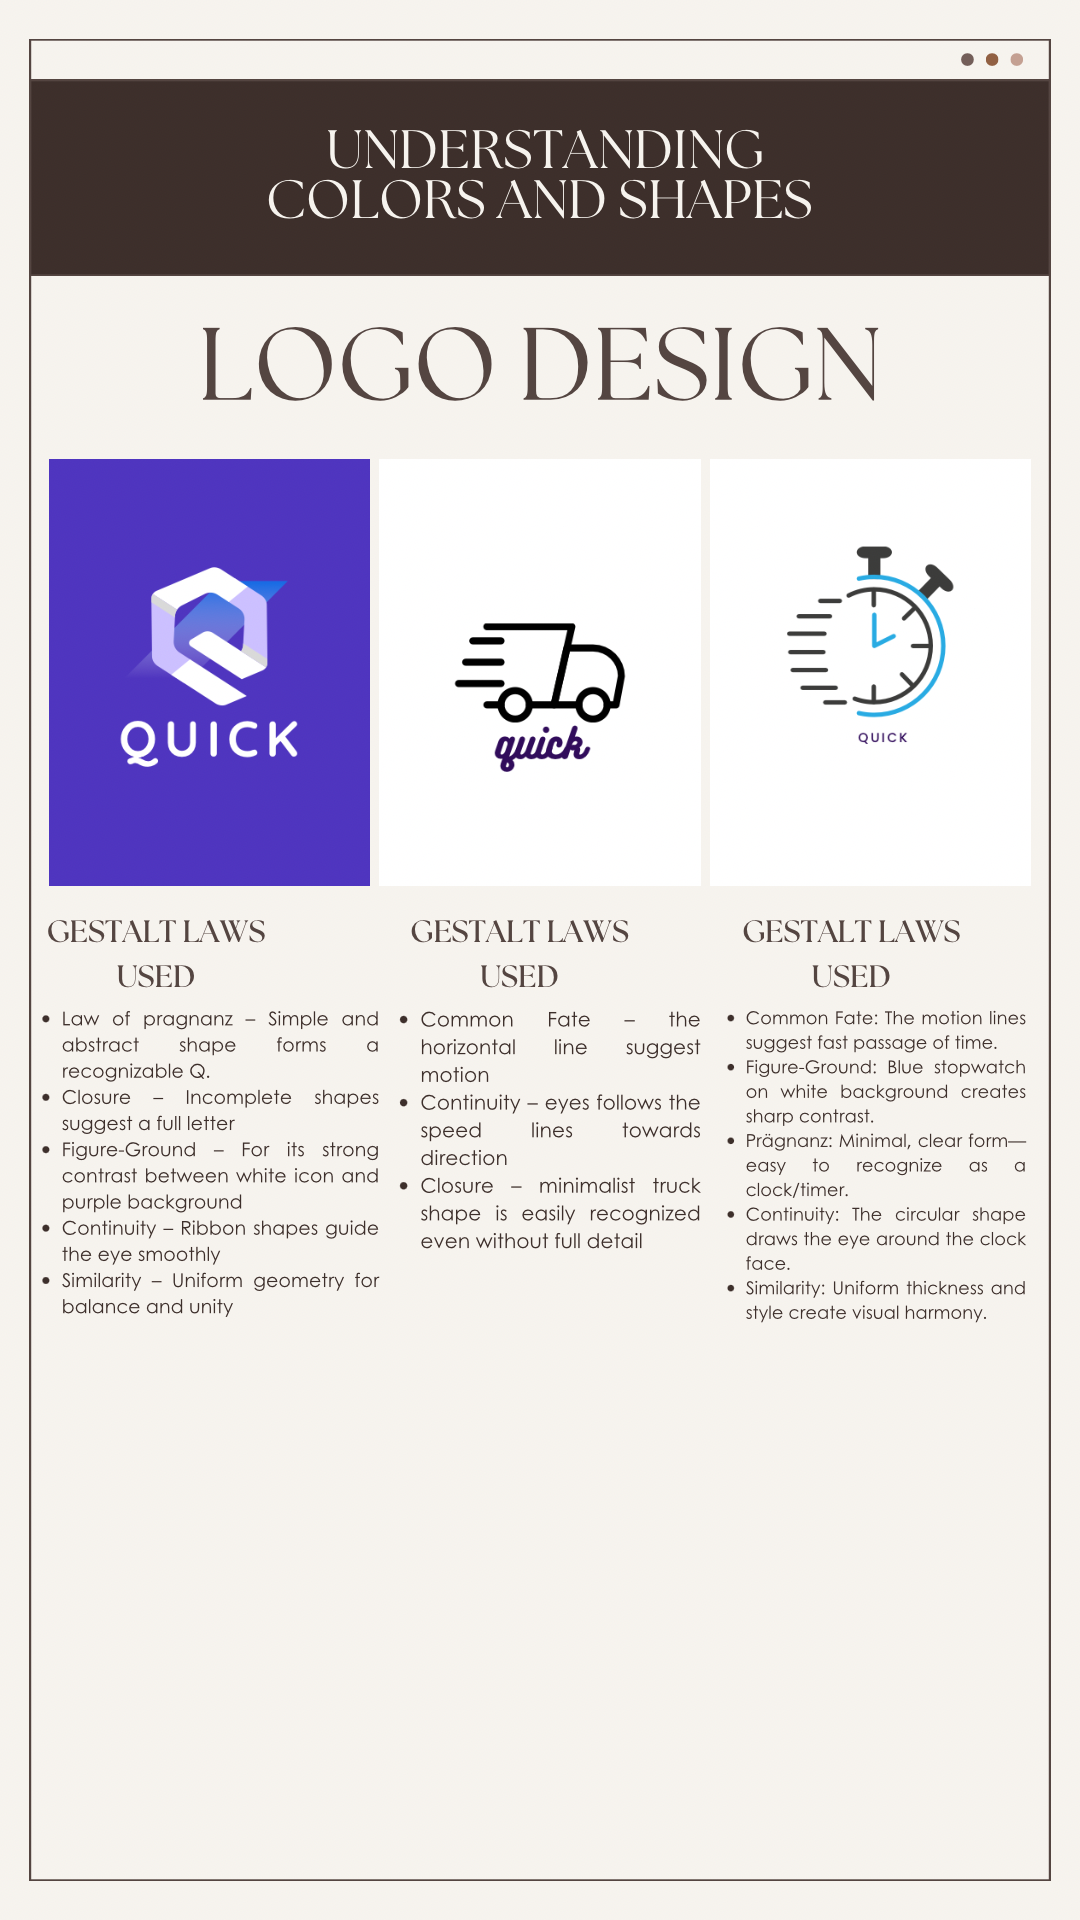 UNDERSTANDING
COLORS AND SHAPES
LOGO DESIGN
QUICK
quick
QUICK
GESTALT LAWS
USED
• Law of pragnanz – Simple and
abstract shape forms a
recognizable Q.
• Closure – Incomplete shapes
suggest a full letter
• Figure-Ground – For its strong
contrast between white icon and
purple background
• Continuity – Ribbon shapes guide
the eye smoothly
• Similarity – Uniform geometry for
balance and unity
GESTALT LAWS
USED
• Common Fate – the
horizontal line suggest
motion
• Continuity – eyes follows the
speed lines towards
direction
• Closure – minimalist truck
shape is easily recognized
even without full detail
GESTALT LAWS
USED
• Common Fate: The motion lines
suggest fast passage of time.
• Figure-Ground: Blue stopwatch
on white background creates
sharp contrast.
• Prägnanz: Minimal, clear form—
easy to recognize as a
clock/timer.
• Continuity: The circular shape
draws the eye around the clock
face.
• Similarity: Uniform thickness and
style create visual harmony.